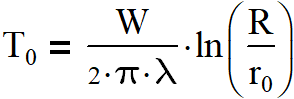 T₀ = W / (2·π·λ) · ln(R / r₀)